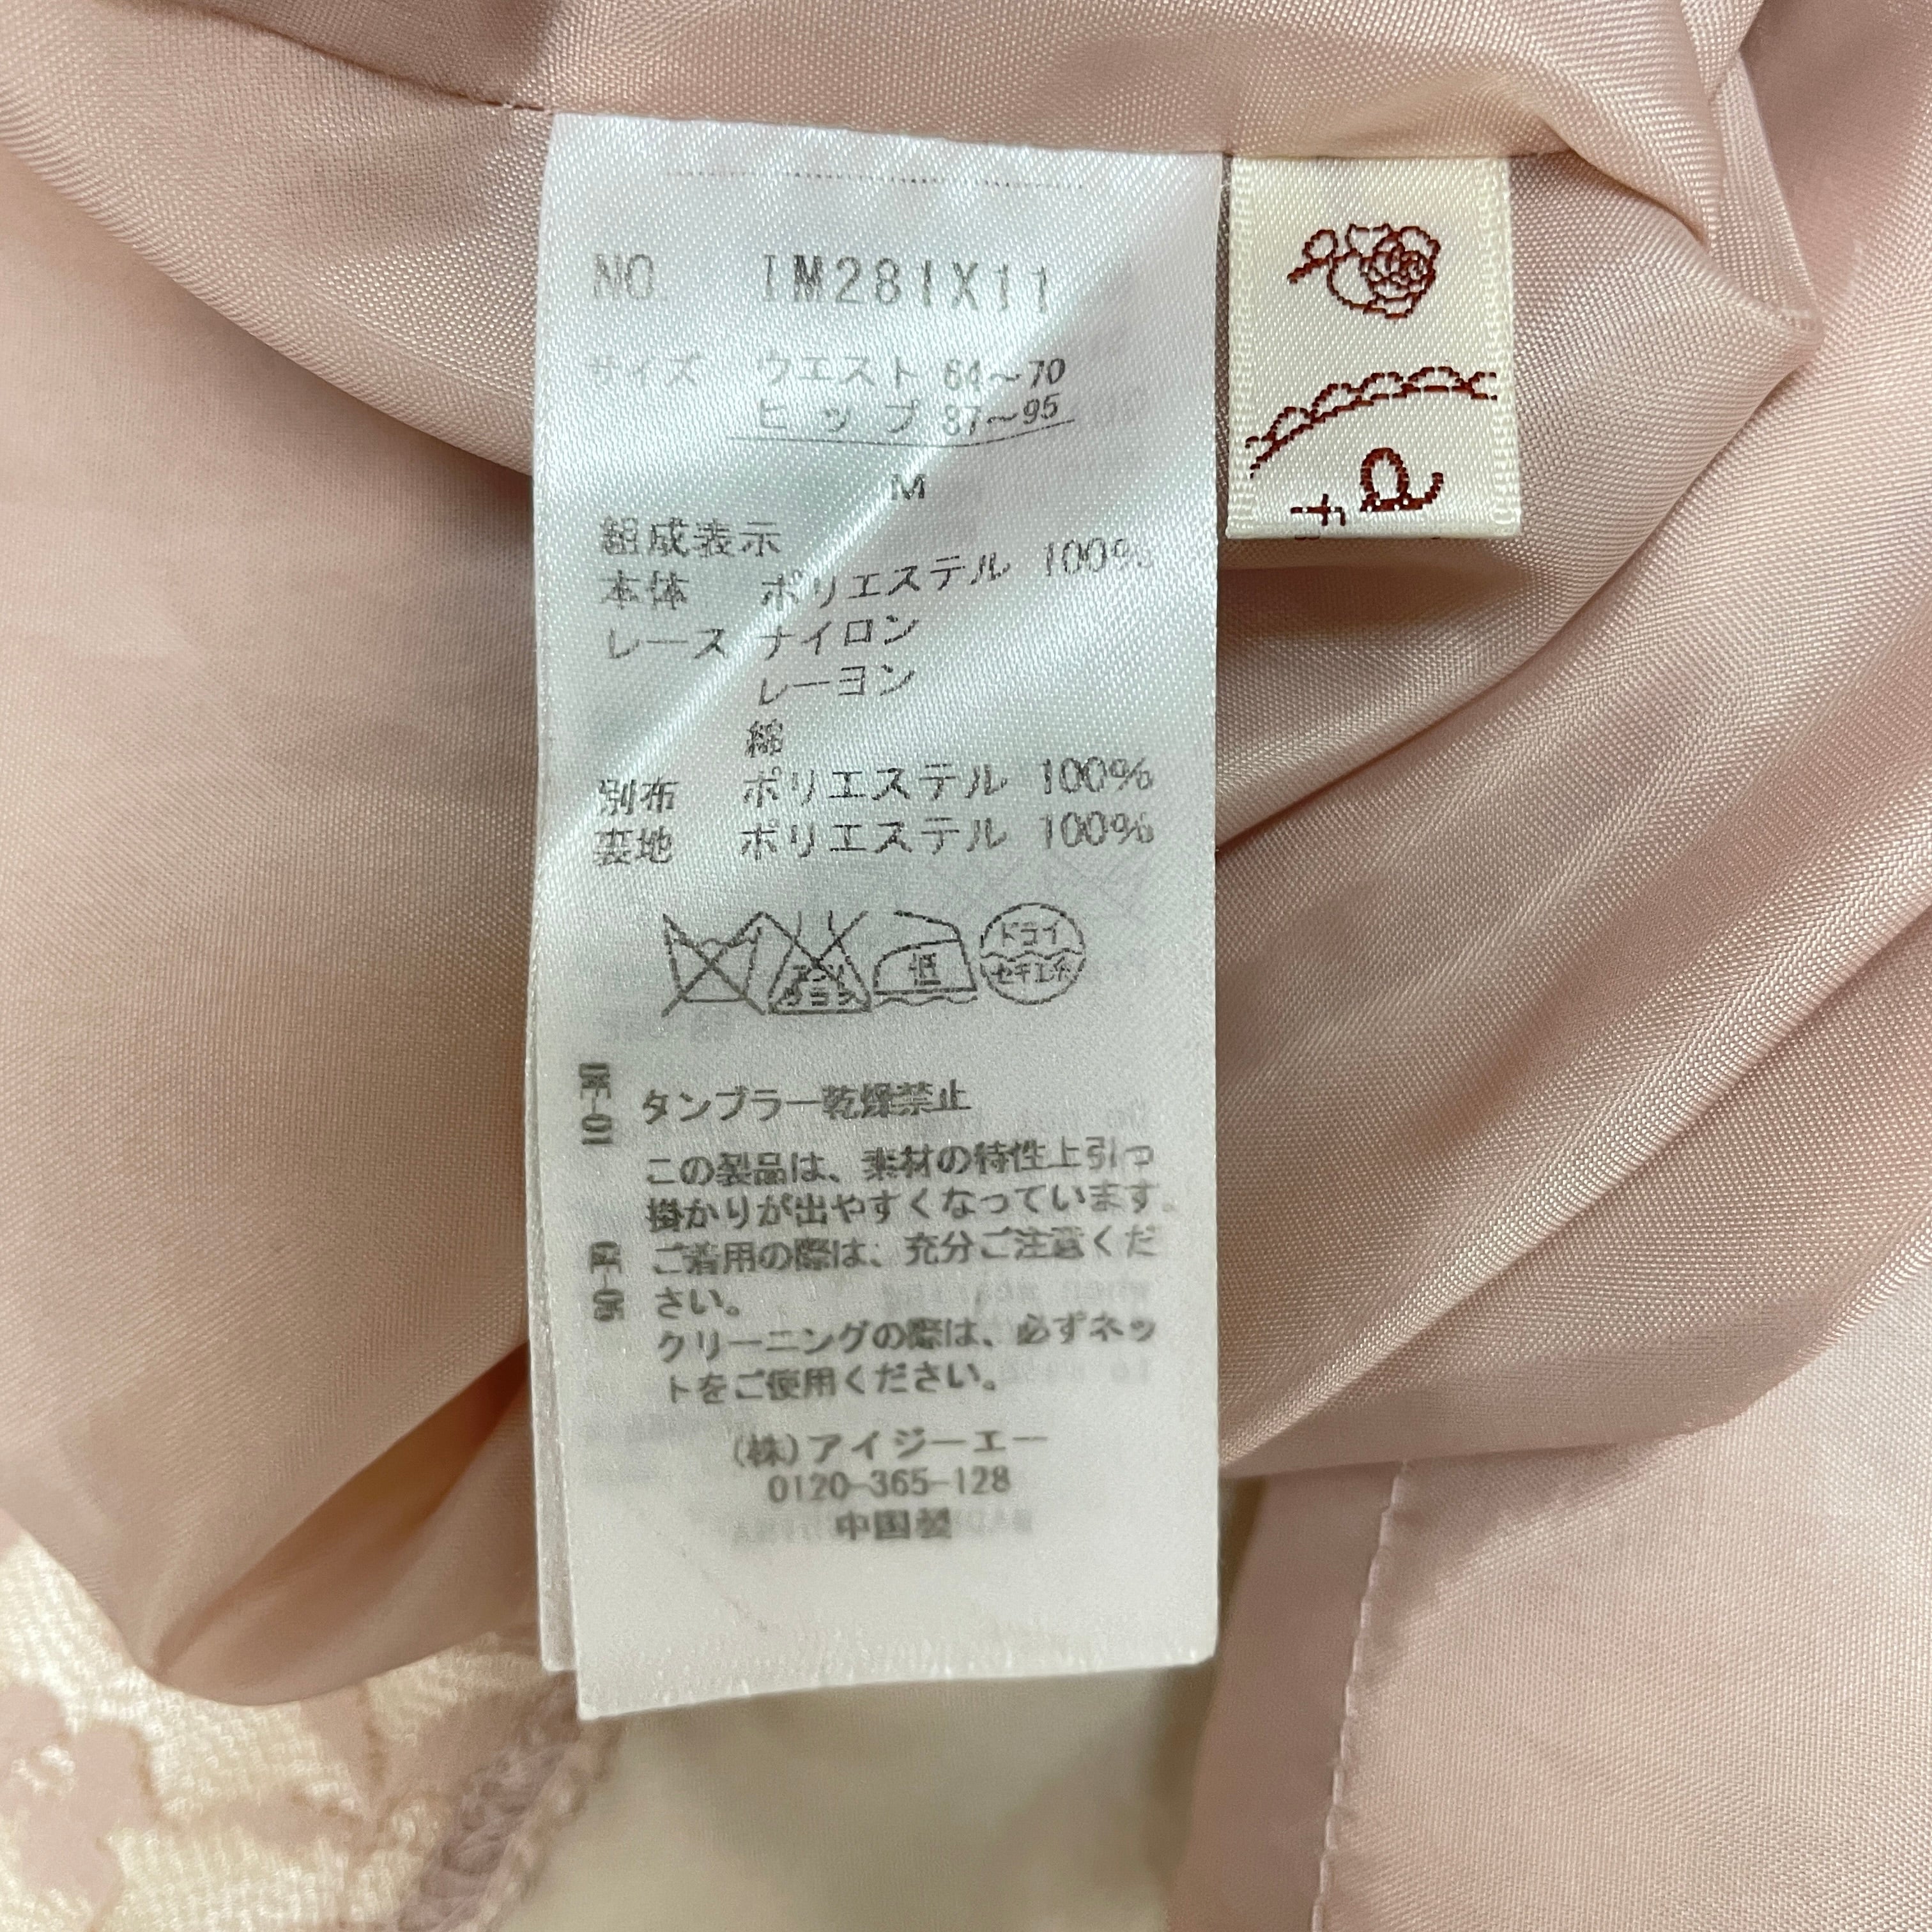 NO. IM281X11
サイズ ウエスト 64～70
ヒップ 87～95
M
組成表示
本体 ポリエステル 100%
レース ナイロン
レーヨン
綿
別布 ポリエステル 100%
裏地 ポリエステル 100%
エンソ
サラシ
低
ドライ
セキユ系
タンブラー乾燥禁止
この製品は、素材の特性上引っ
掛かりが出やすくなっています。
ご着用の際は、充分ご注意くだ
さい。
クリーニングの際は、必ずネッ
トをご使用ください。
(株)アイジーエー
0120-365-128
中国製